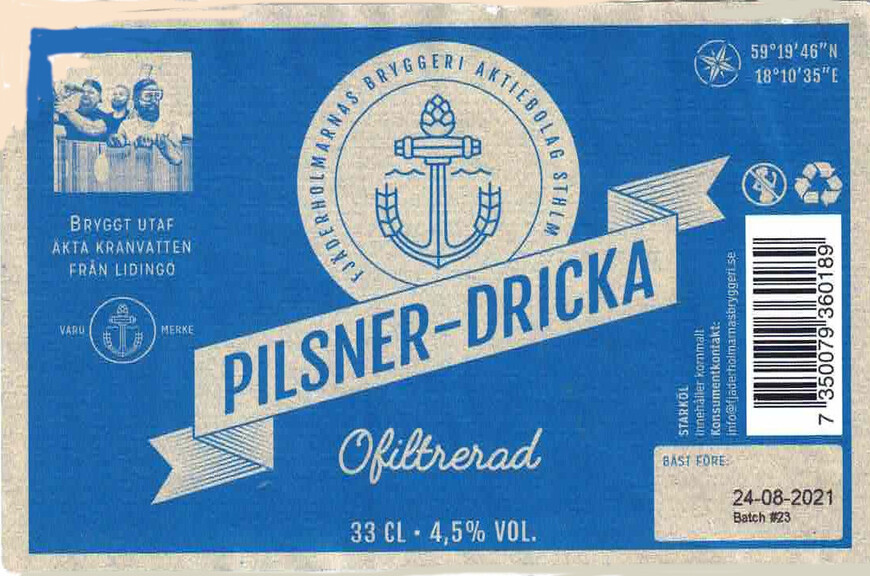 FJÄDERHOLMARNAS BRYGGERI AKTIEBOLAG STHLM
59°19'46"N
18°10'35"E
BRYGGT UTAF
ÄKTA KRANVATTEN
FRÅN LIDINGÖ
VARU MERKE
PILSNER-DRICKA
Ofiltrerad
33 CL • 4,5% VOL.
STARKÖL
Innehåller kornmalt
Konsumentkontakt:
info@fjaderholmarnasbryggeri.se
7 350079 360189
BÄST FÖRE:
24-08-2021
Batch #23